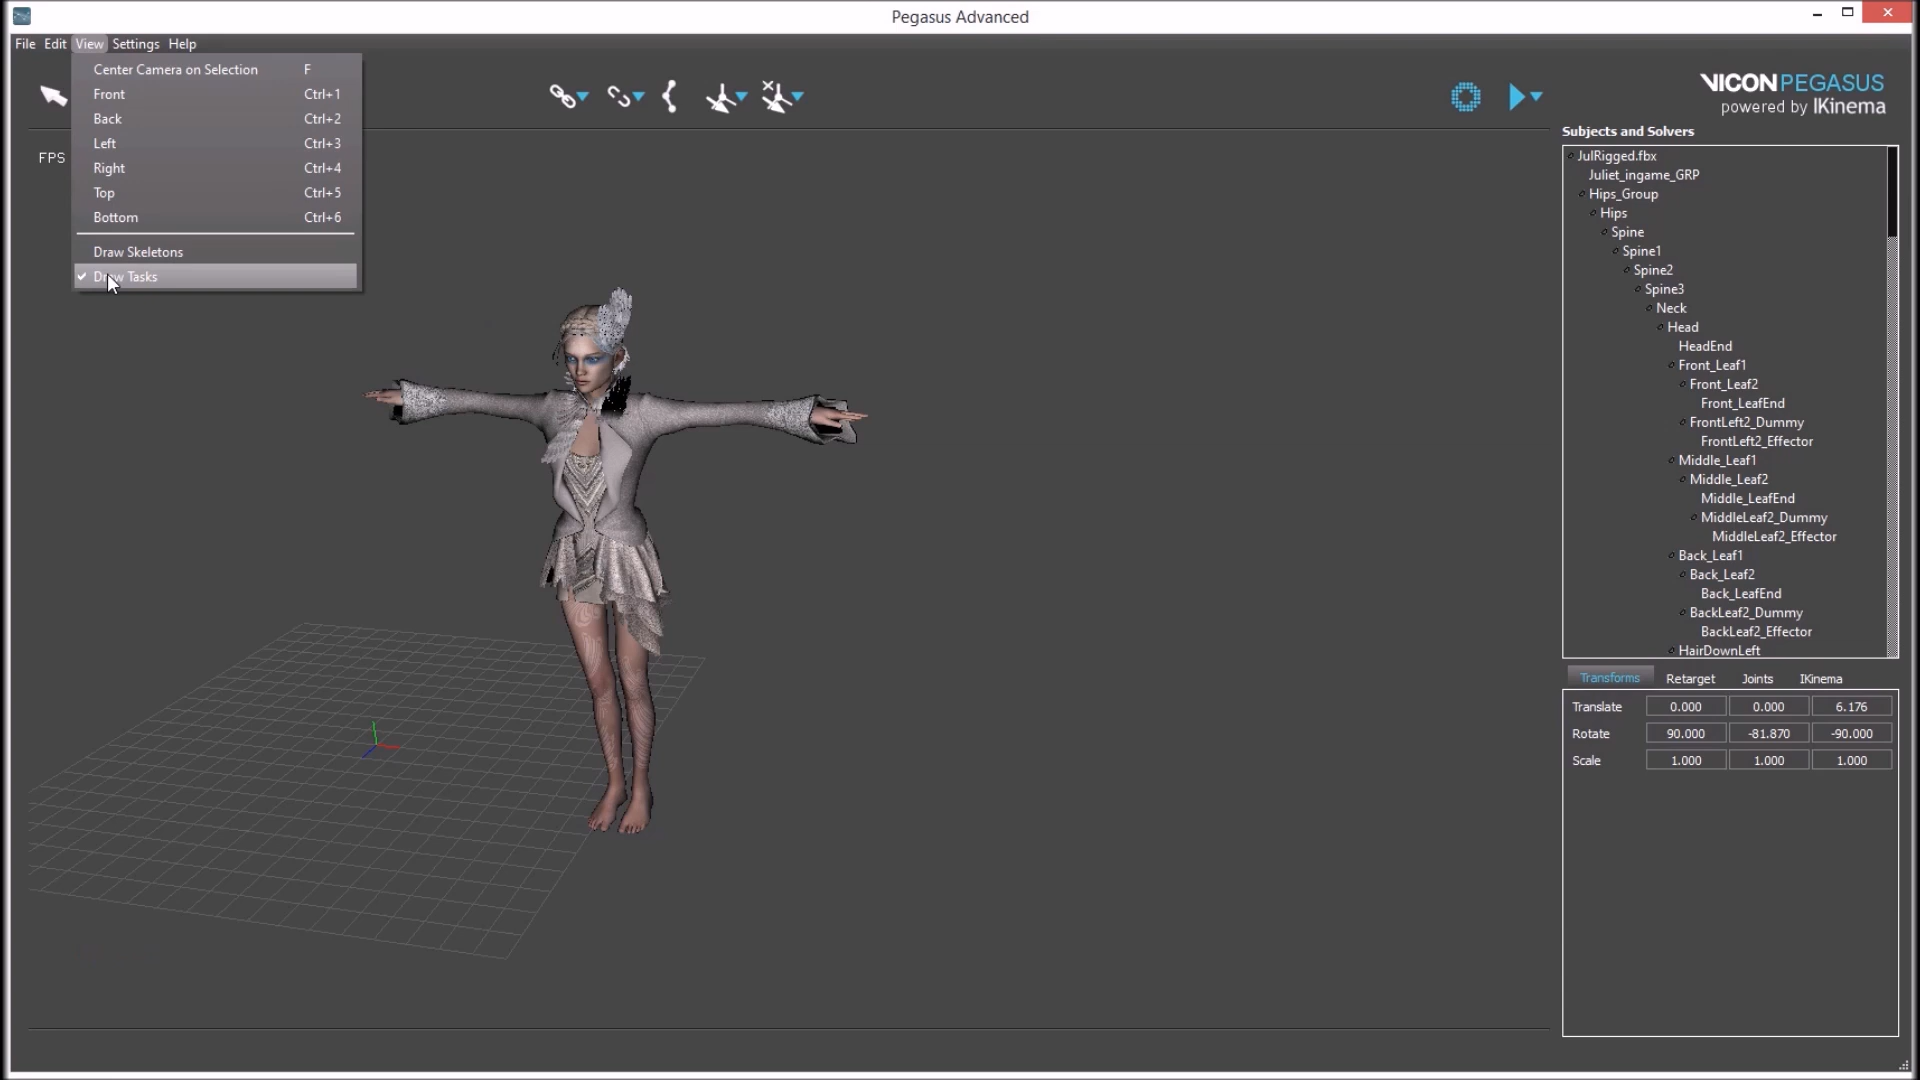 Pegasus Advanced
File Edit View Settings Help
Center Camera on Selection F
Front Ctrl+1
Back Ctrl+2
Left Ctrl+3
Right Ctrl+4
Top Ctrl+5
Bottom Ctrl+6
Draw Skeletons
Draw Tasks
FPS
VICON PEGASUS
powered by IKinema
Subjects and Solvers
JulRigged.fbx
Juliet_ingame_GRP
Hips_Group
Hips
Spine
Spine1
Spine2
Spine3
Neck
Head
HeadEnd
Front_Leaf1
Front_Leaf2
Front_LeafEnd
FrontLeft2_Dummy
FrontLeft2_Effector
Middle_Leaf1
Middle_Leaf2
Middle_LeafEnd
MiddleLeaf2_Dummy
MiddleLeaf2_Effector
Back_Leaf1
Back_Leaf2
Back_LeafEnd
BackLeaf2_Dummy
BackLeaf2_Effector
HairDownLeft
Transforms Retarget Joints IKinema
Translate 0.000 0.000 6.176
Rotate 90.000 -81.870 -90.000
Scale 1.000 1.000 1.000